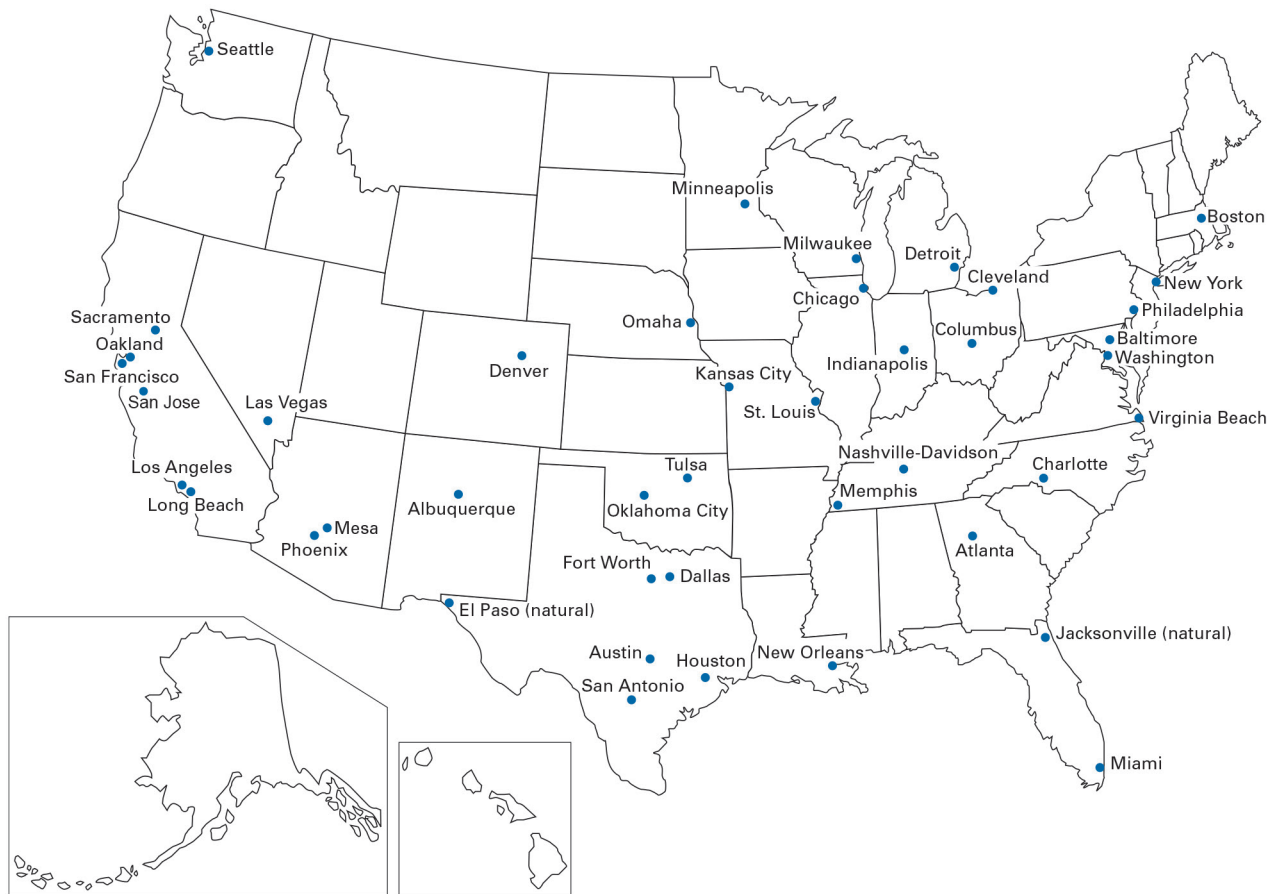 Seattle
Minneapolis
Boston
Milwaukee
Detroit
Cleveland
New York
Chicago
Philadelphia
Sacramento
Omaha
Columbus
Baltimore
Oakland
Washington
Indianapolis
Denver
Kansas City
San Francisco
San Jose
Las Vegas
St. Louis
Virginia Beach
Nashville-Davidson
Los Angeles
Tulsa
Charlotte
Memphis
Long Beach
Albuquerque
Oklahoma City
Mesa
Phoenix
Atlanta
Fort Worth
Dallas
El Paso (natural)
Jacksonville (natural)
Austin
Houston
New Orleans
San Antonio
Miami